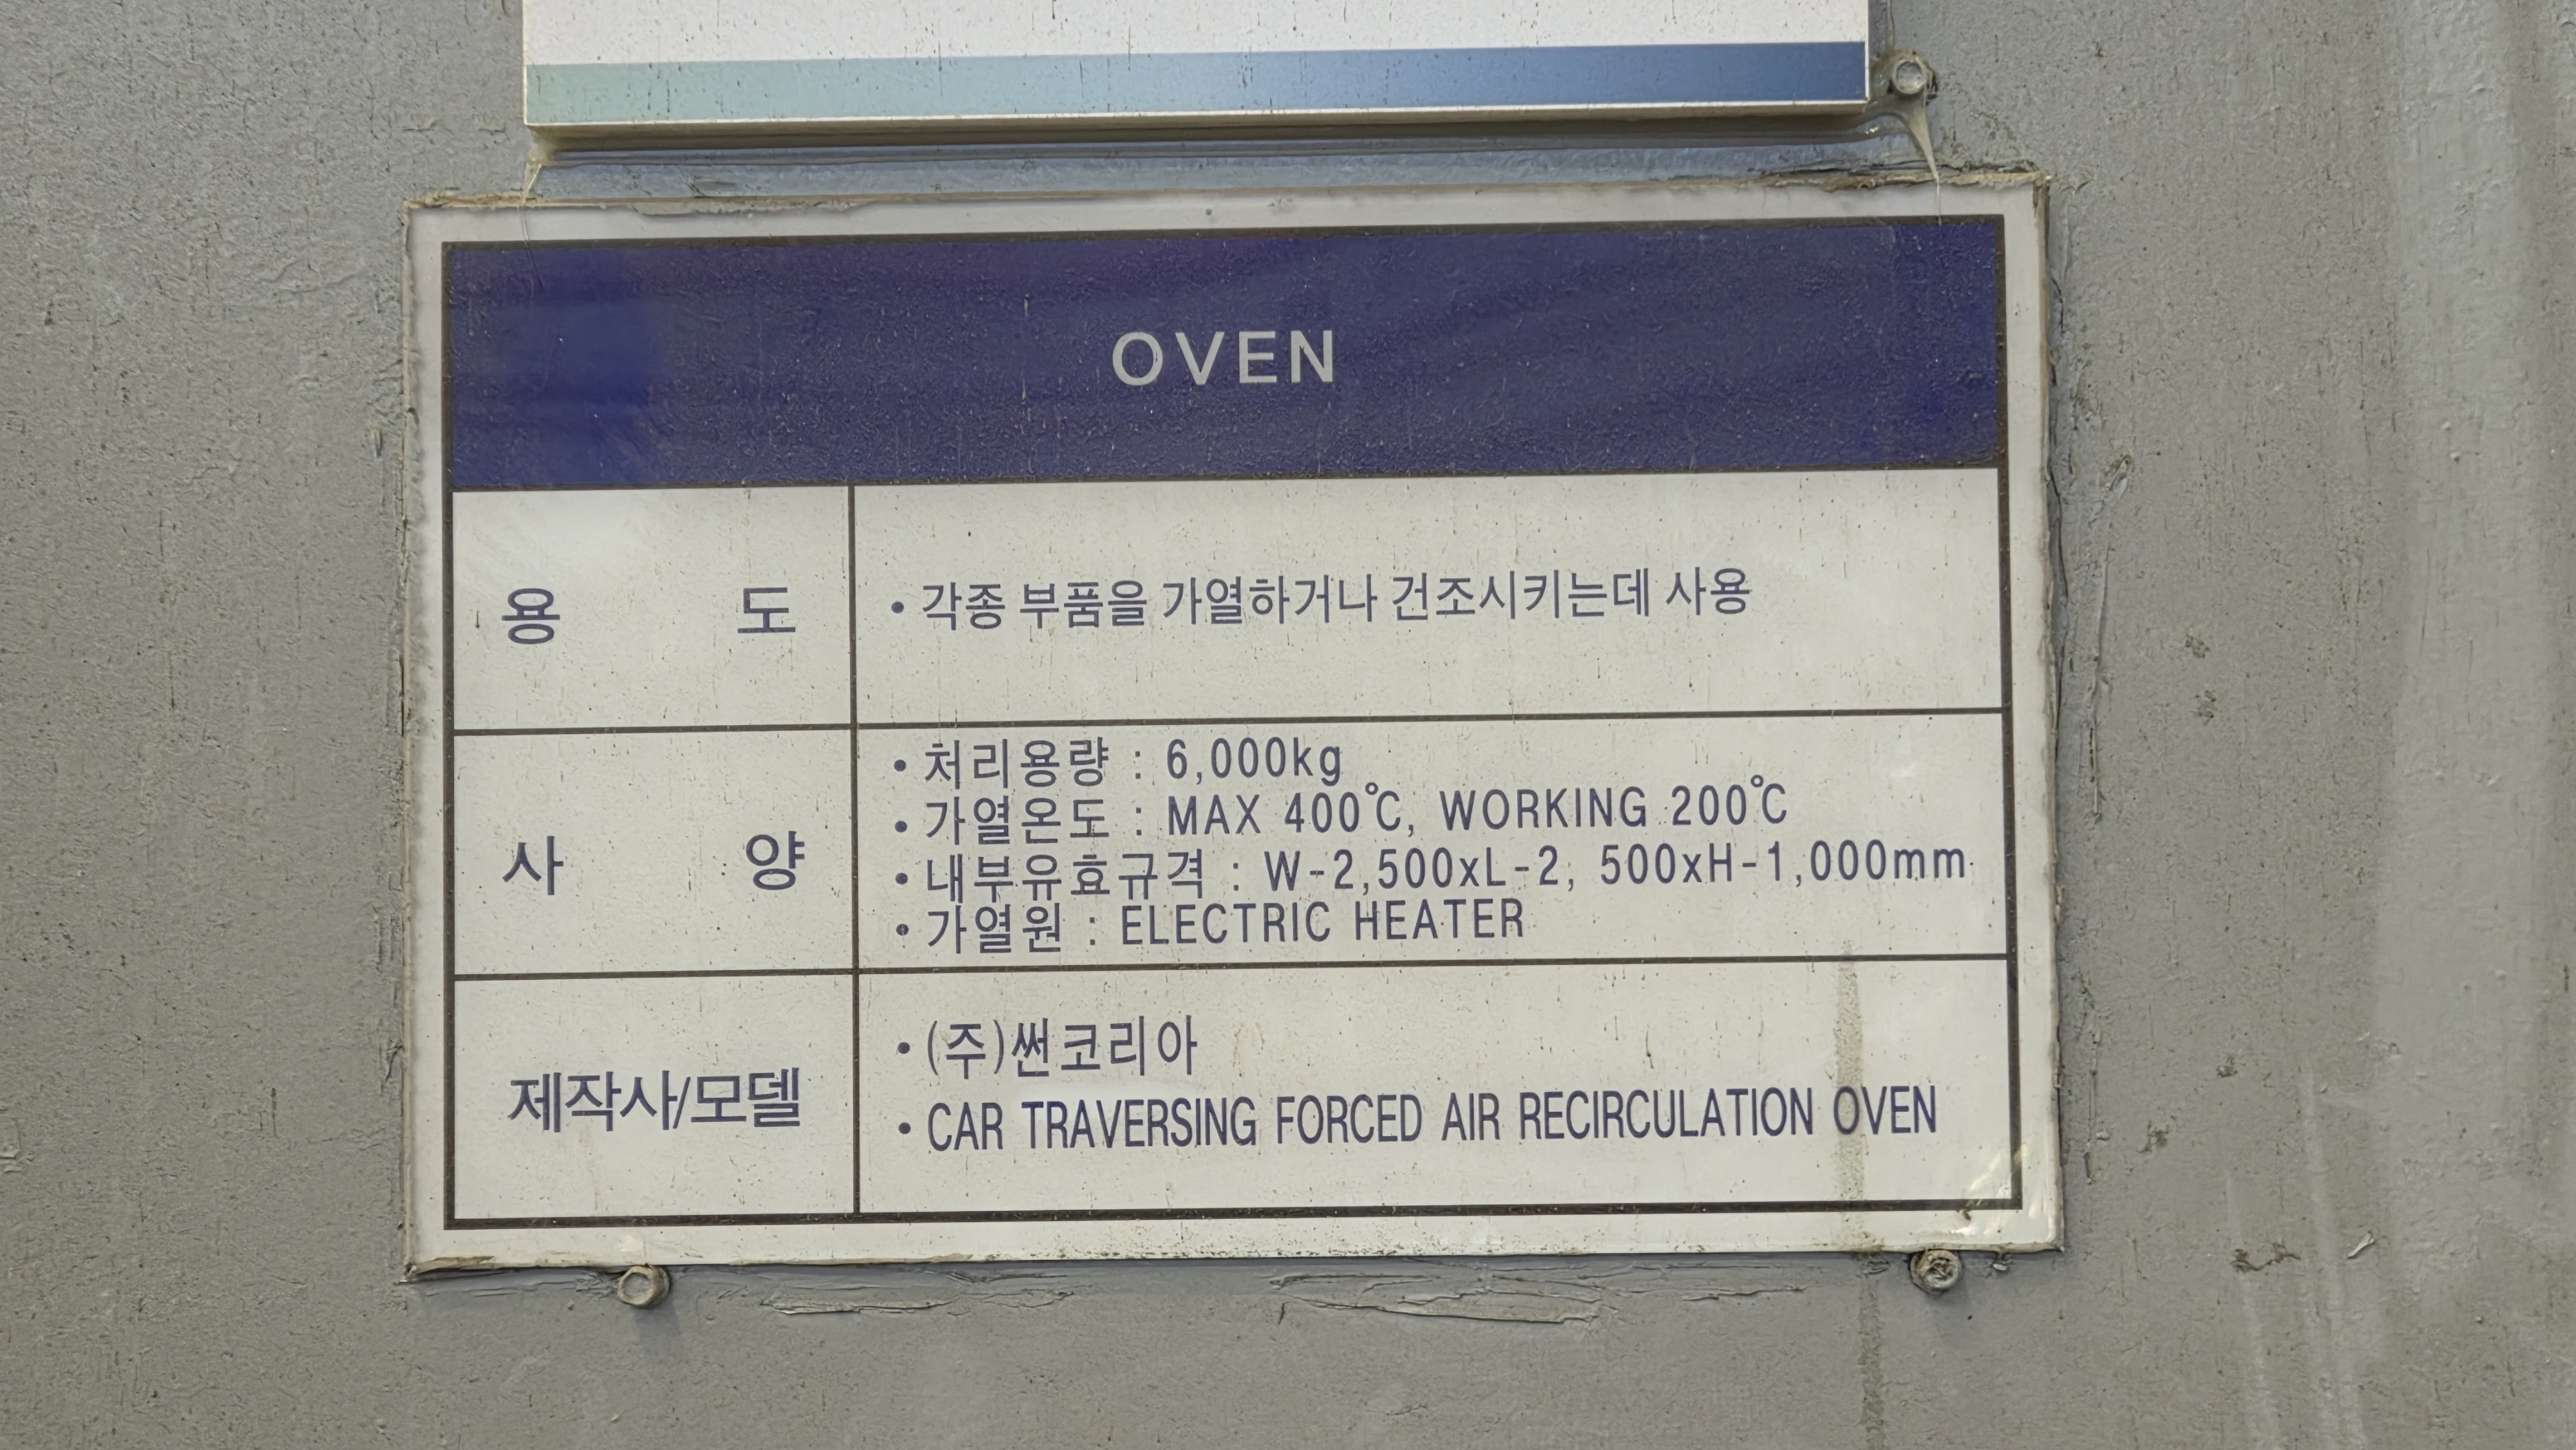 OVEN
용 도
• 각종 부품을 가열하거나 건조시키는데 사용
사 양
• 처리용량 : 6,000kg
• 가열온도 : MAX 400℃, WORKING 200℃
• 내부유효규격 : W-2,500xL-2, 500xH-1,000mm
• 가열원 : ELECTRIC HEATER
제작사/모델
• (주)썬코리아
• CAR TRAVERSING FORCED AIR RECIRCULATION OVEN